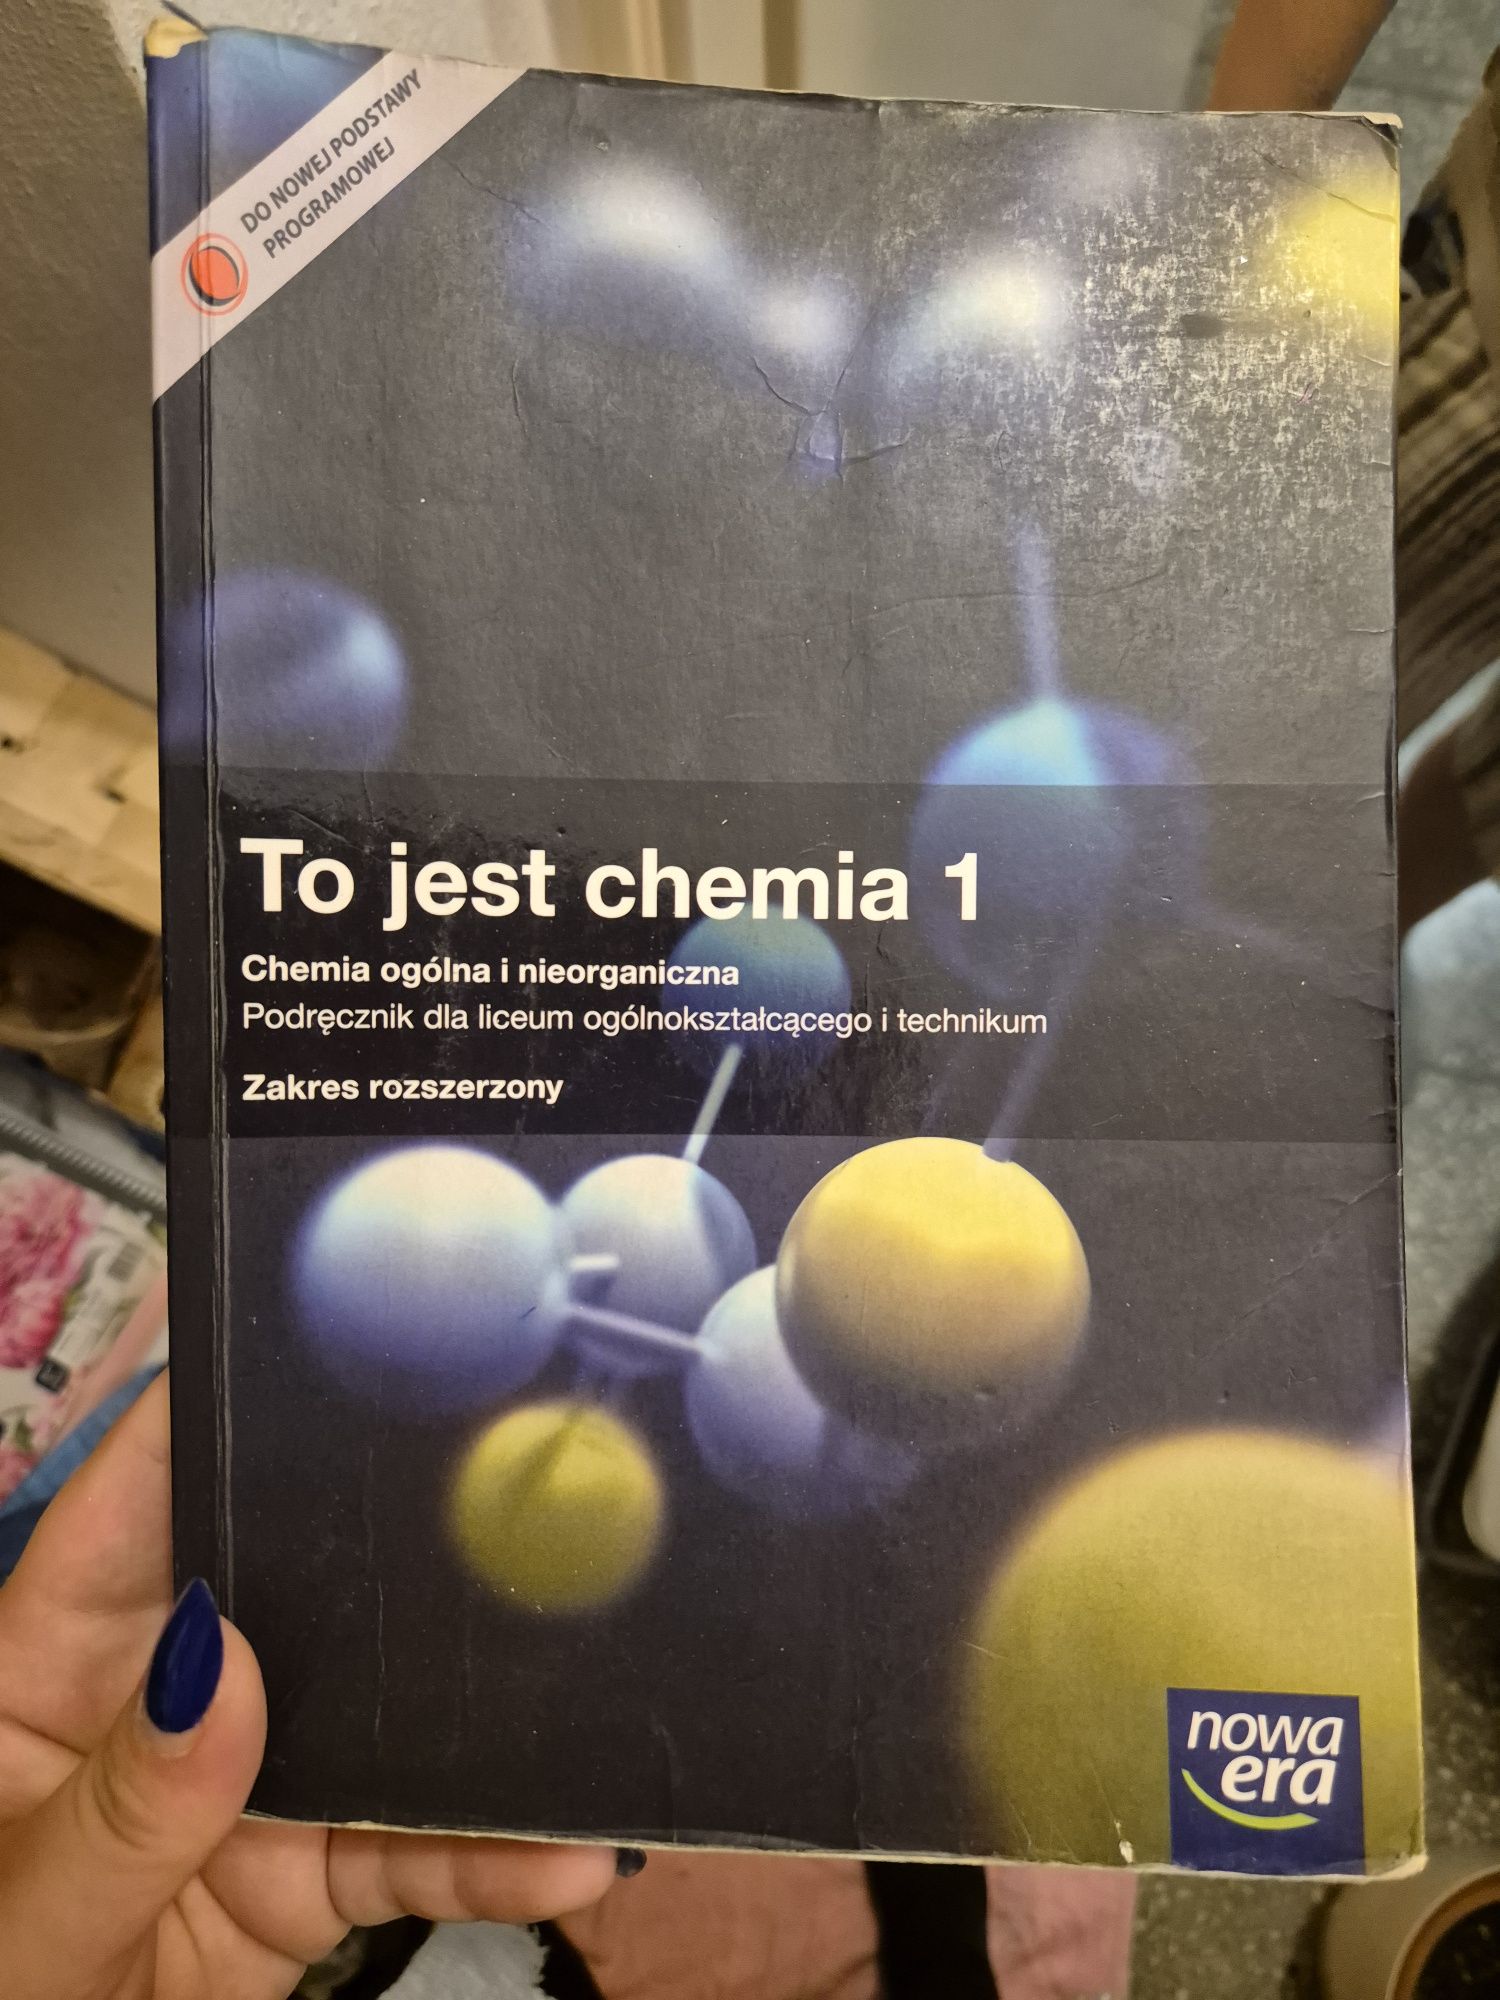 DO NOWEJ PODSTAWY
PROGRAMOWEJ
To jest chemia 1
Chemia ogólna i nieorganiczna
Podręcznik dla liceum ogólnokształcącego i technikum
Zakres rozszerzony
nowa
era